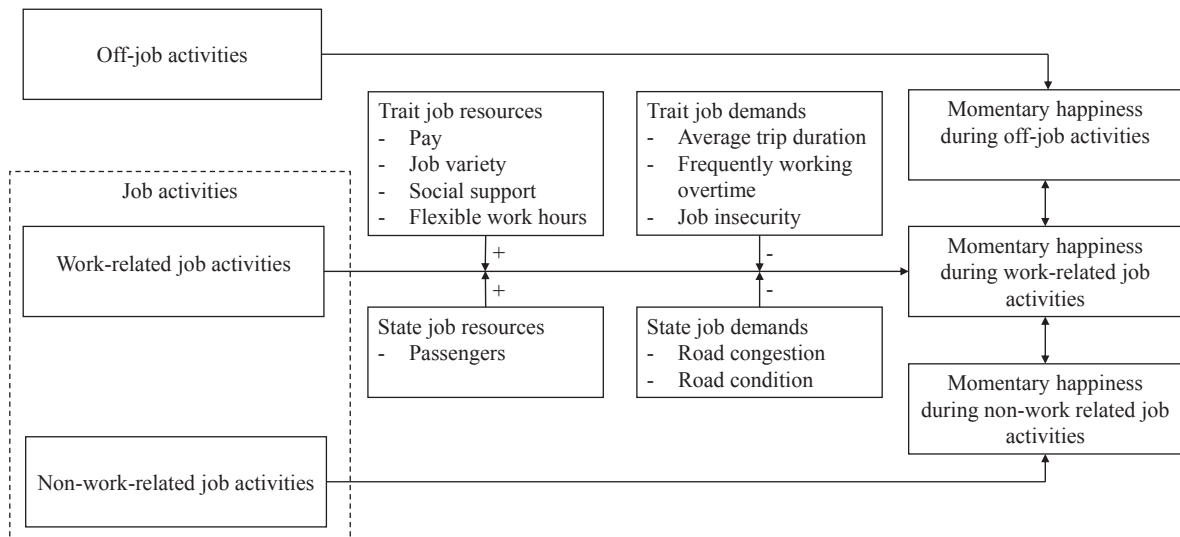 Off-job activities
Trait job resources
- Pay
- Job variety
- Social support
- Flexible work hours
Trait job demands
- Average trip duration
- Frequently working
overtime
- Job insecurity
Momentary happiness
during off-job activities
Job activities
Work-related job activities
+
-
Momentary happiness
during work-related job
activities
+
-
State job resources
- Passengers
State job demands
- Road congestion
- Road condition
Momentary happiness
during non-work related job
activities
Non-work-related job activities